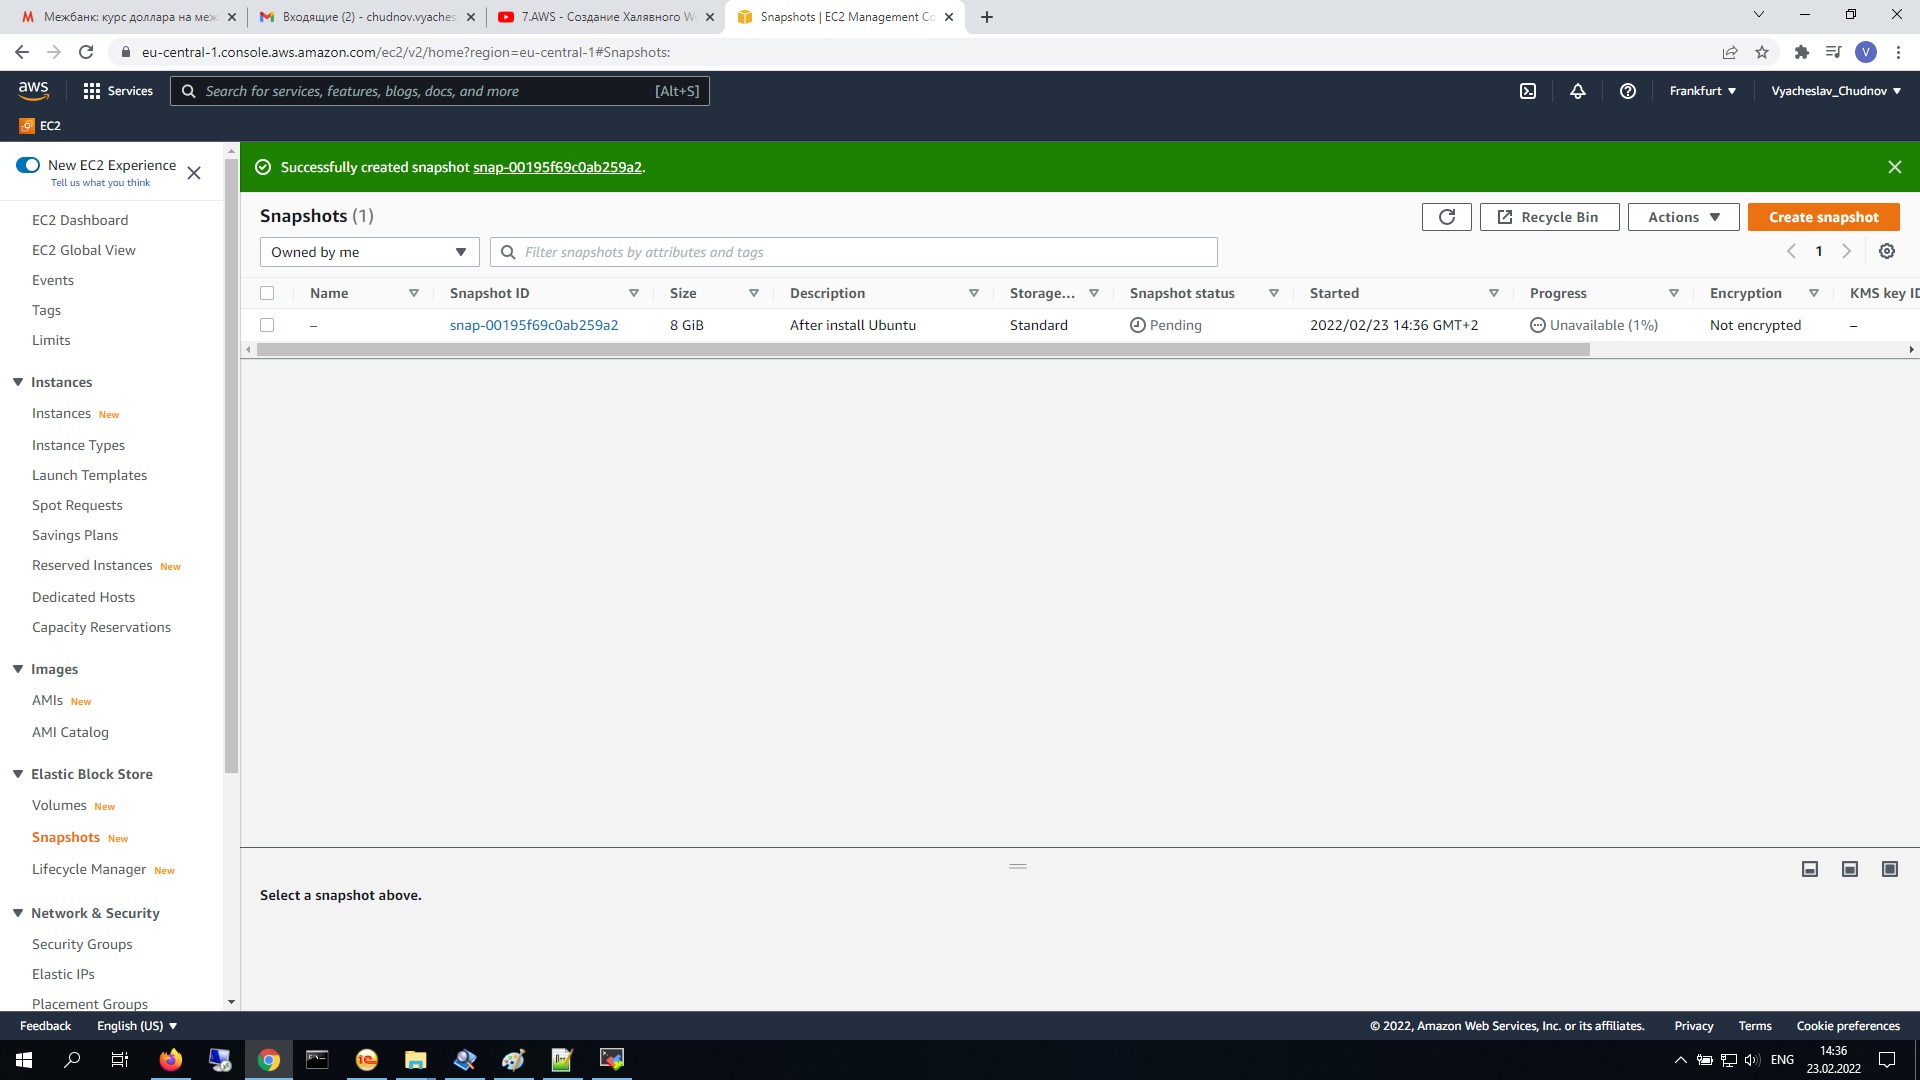 Межбанк: курс доллара на меж
Входящие (2) - chudnov.vyaches
7.AWS - Создание Халявного We
Snapshots | EC2 Management Co
eu-central-1.console.aws.amazon.com/ec2/v2/home?region=eu-central-1#Snapshots:
V
aws
Services
Search for services, features, blogs, docs, and more
[Alt+S]
Frankfurt
Vyacheslav_Chudnov
EC2
New EC2 Experience
Tell us what you think
EC2 Dashboard
EC2 Global View
Events
Tags
Limits
Instances
Instances New
Instance Types
Launch Templates
Spot Requests
Savings Plans
Reserved Instances New
Dedicated Hosts
Capacity Reservations
Images
AMIs New
AMI Catalog
Elastic Block Store
Volumes New
Snapshots New
Lifecycle Manager New
Network & Security
Security Groups
Elastic IPs
Placement Groups
Successfully created snapshot snap-00195f69c0ab259a2.
Snapshots (1)
Recycle Bin
Actions
Create snapshot
Owned by me
Filter snapshots by attributes and tags
1
Name Snapshot ID Size Description Storage... Snapshot status Started Progress Encryption KMS key ID
– snap-00195f69c0ab259a2 8 GiB After install Ubuntu Standard Pending 2022/02/23 14:36 GMT+2 Unavailable (1%) Not encrypted –
Select a snapshot above.
Feedback English (US) © 2022, Amazon Web Services, Inc. or its affiliates. Privacy Terms Cookie preferences
ENG
14:36
23.02.2022